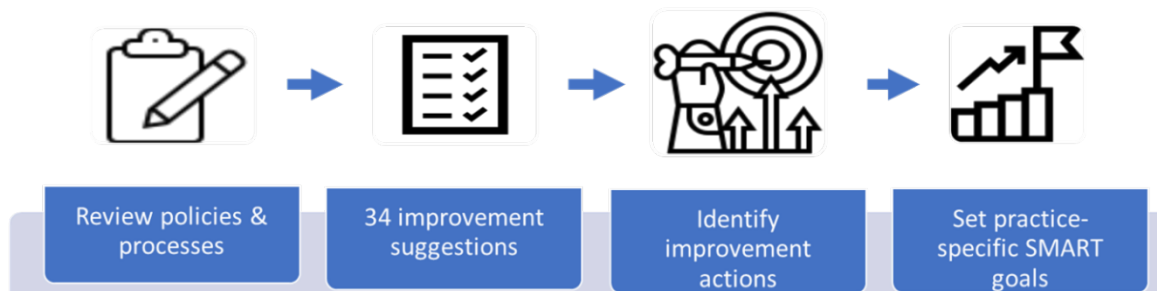 Review policies &
processes
34 improvement
suggestions
Identify
improvement
actions
Set practice-
specific SMART
goals